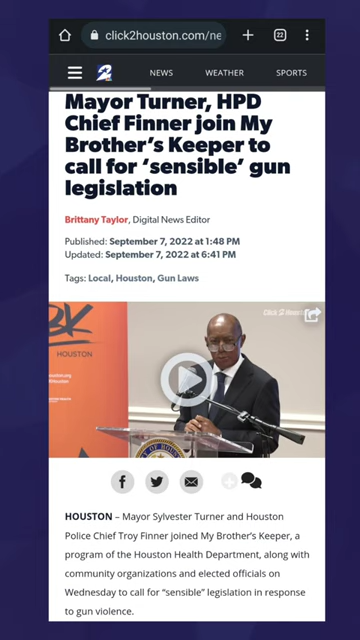 click2houston.com/ne
22
2
NEWS
WEATHER
SPORTS
Mayor Turner, HPD
Chief Finner join My
Brother's Keeper to
call for 'sensible' gun
legislation
Brittany Taylor, Digital News Editor
Published: September 7, 2022 at 1:48 PM
Updated: September 7, 2022 at 6:41 PM
Tags: Local, Houston, Gun Laws
HOUSTON
HOUSTON – Mayor Sylvester Turner and Houston
Police Chief Troy Finner joined My Brother's Keeper, a
program of the Houston Health Department, along with
community organizations and elected officials on
Wednesday to call for "sensible" legislation in response
to gun violence.